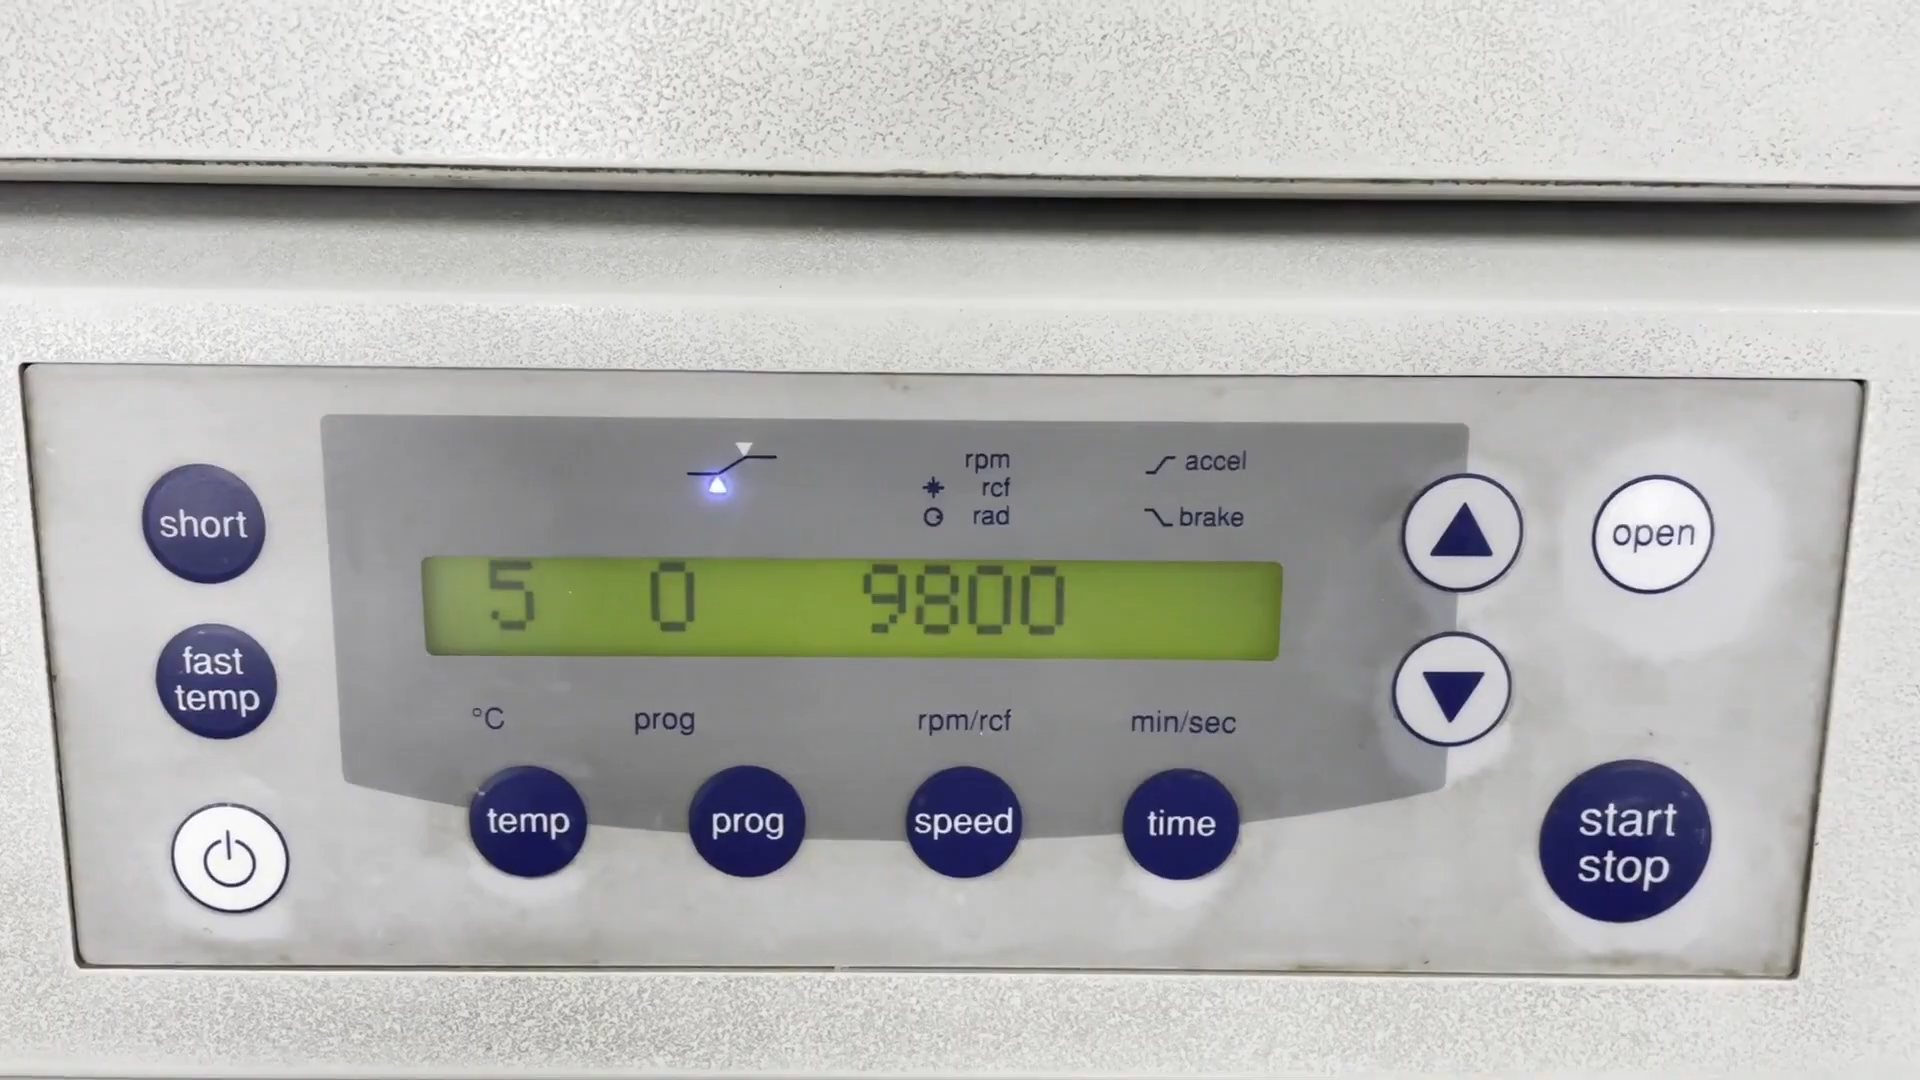 rpm
rcf
rad
accel
brake
short
open
5 0 9800
fast
temp
°C prog rpm/rcf min/sec
temp prog speed time
start
stop